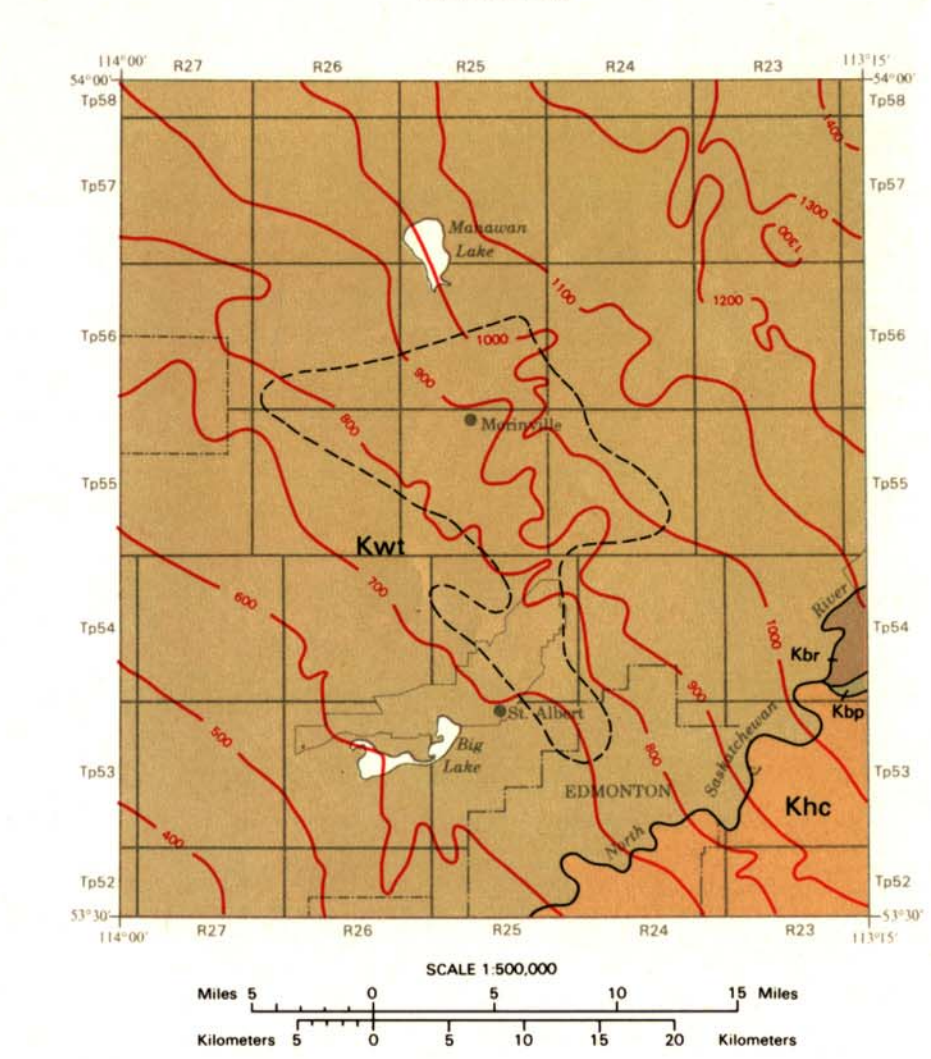 114°00' R27 R26 R25 R24 R23 113°15'
54°00' 54°00'
Tp58 Tp58
1400
Tp57 Tp57
1300
Manawan
Lake
1300
1100
1200
Tp56 Tp56
1000
900
800
Morinville
Tp55 Tp55
Kwt
700
600
River
Tp54 Tp54
1000
Kbr
900
Kbp
St. Albert
500
Big
Lake
800
Saskatchewan
Tp53 Tp53
EDMONTON
Khc
400
North
Tp52 Tp52
53°30' 53°30'
114°00' R27 R26 R25 R24 R23 113°15'
SCALE 1:500,000
Miles 5 0 5 10 15 Miles
Kilometers 5 0 5 10 15 20 Kilometers